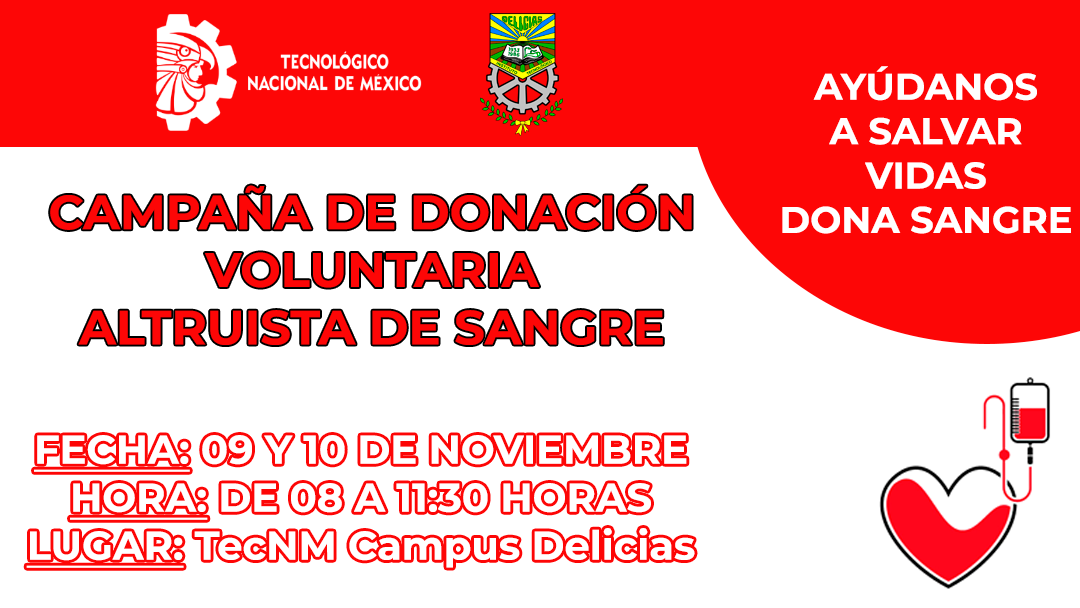 TECNOLÓGICO
NACIONAL DE MÉXICO
DELICIAS
AYÚDANOS
A SALVAR
VIDAS
DONA SANGRE
CAMPAÑA DE DONACIÓN
VOLUNTARIA
ALTRUISTA DE SANGRE
FECHA: 09 Y 10 DE NOVIEMBRE
HORA: DE 08 A 11:30 HORAS
LUGAR: TecNM Campus Delicias